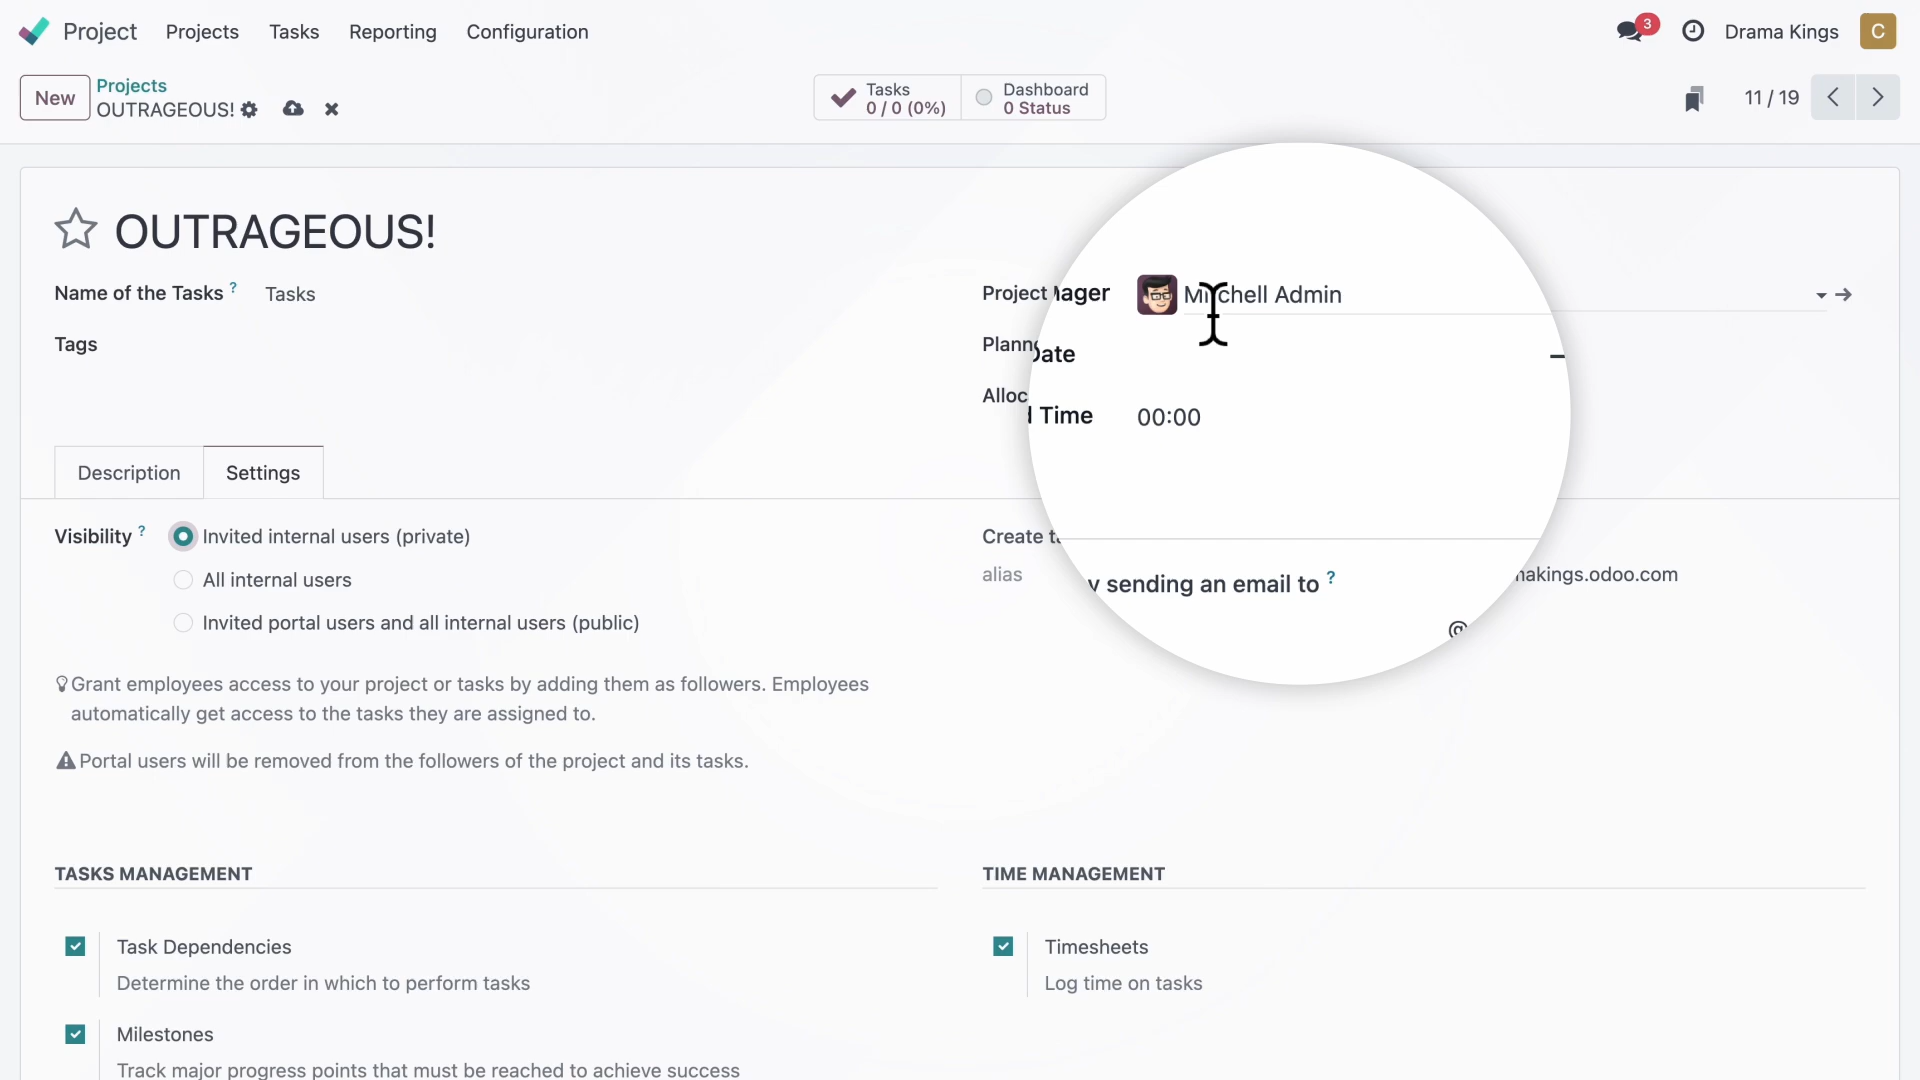 Project Projects Tasks Reporting Configuration
3 Drama Kings C
New
Projects
OUTRAGEOUS!
Tasks
0 / 0 (0%)
Dashboard
0 Status
11 / 19
OUTRAGEOUS!
Name of the Tasks ? Tasks
Tags
Project ager Mitchell Admin
Plann Date
Alloc d Time 00:00
Description Settings
Visibility ? Invited internal users (private)
All internal users
Invited portal users and all internal users (public)
Create ta y sending an email to ?
alias @ akings.odoo.com
Grant employees access to your project or tasks by adding them as followers. Employees
automatically get access to the tasks they are assigned to.
Portal users will be removed from the followers of the project and its tasks.
TASKS MANAGEMENT
Task Dependencies
Determine the order in which to perform tasks
Milestones
Track major progress points that must be reached to achieve success
TIME MANAGEMENT
Timesheets
Log time on tasks